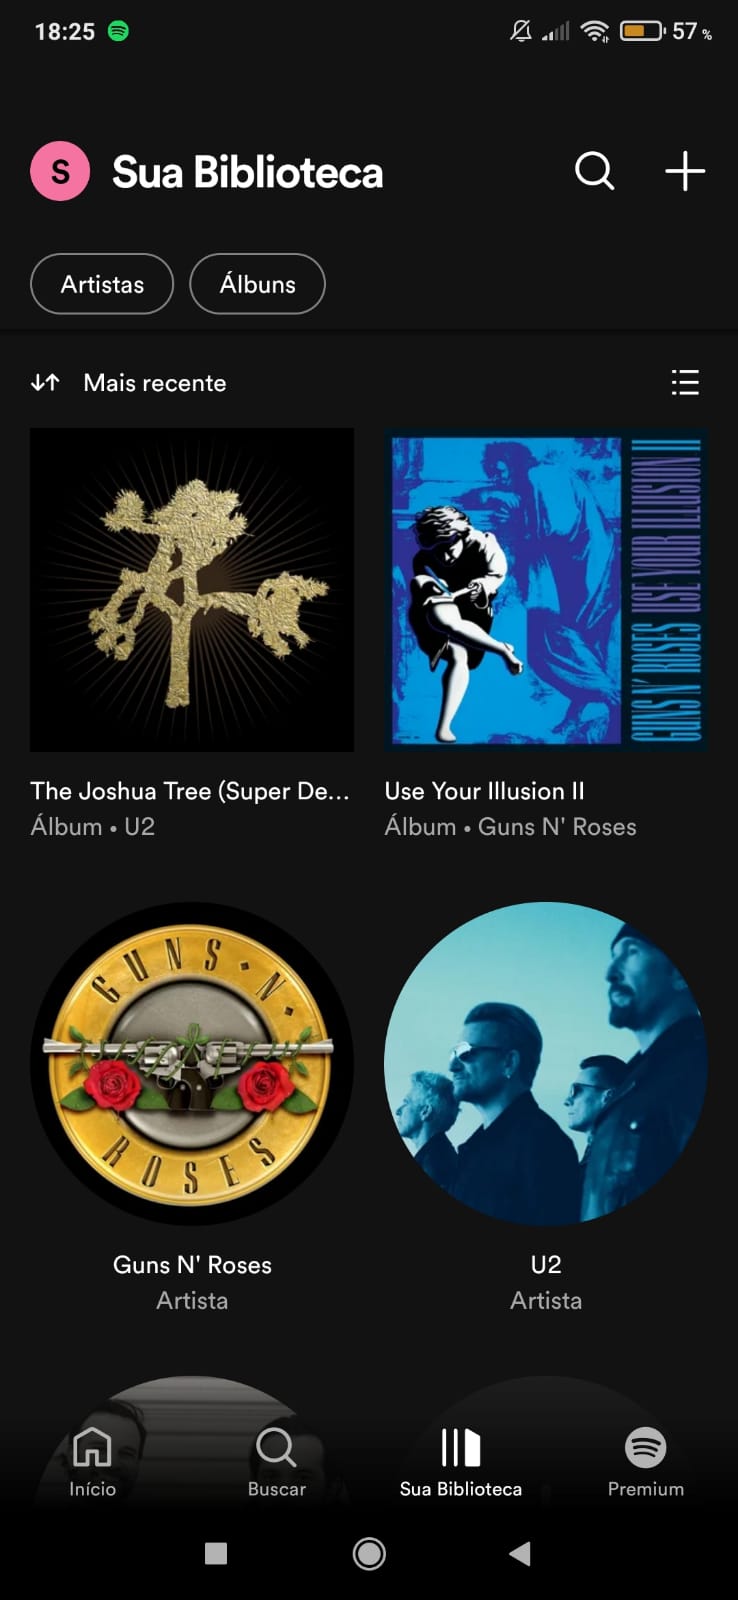 18:25
57 %
S
Sua Biblioteca
Artistas
Álbuns
Mais recente
GUNS N' ROSES USE YOUR ILLUSION II
The Joshua Tree (Super De...
Álbum • U2
Use Your Illusion II
Álbum • Guns N' Roses
GUNS · N ·
ROSES
Guns N' Roses
Artista
U2
Artista
Início
Buscar
Sua Biblioteca
Premium